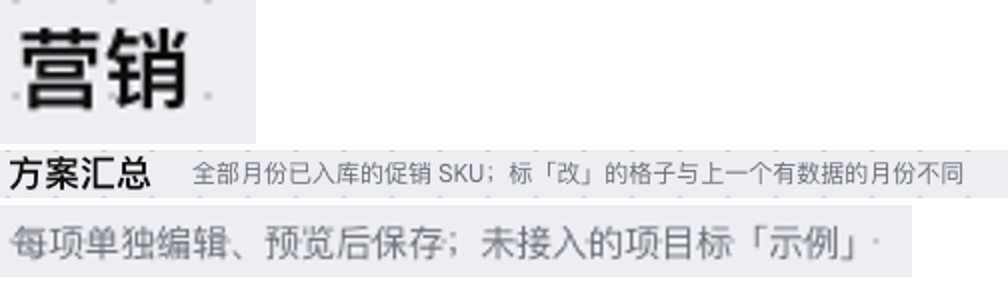 营销
方案汇总 全部月份已入库的促销 SKU；标「改」的格子与上一个有数据的月份不同
每项单独编辑、预览后保存；未接入的项目标「示例」